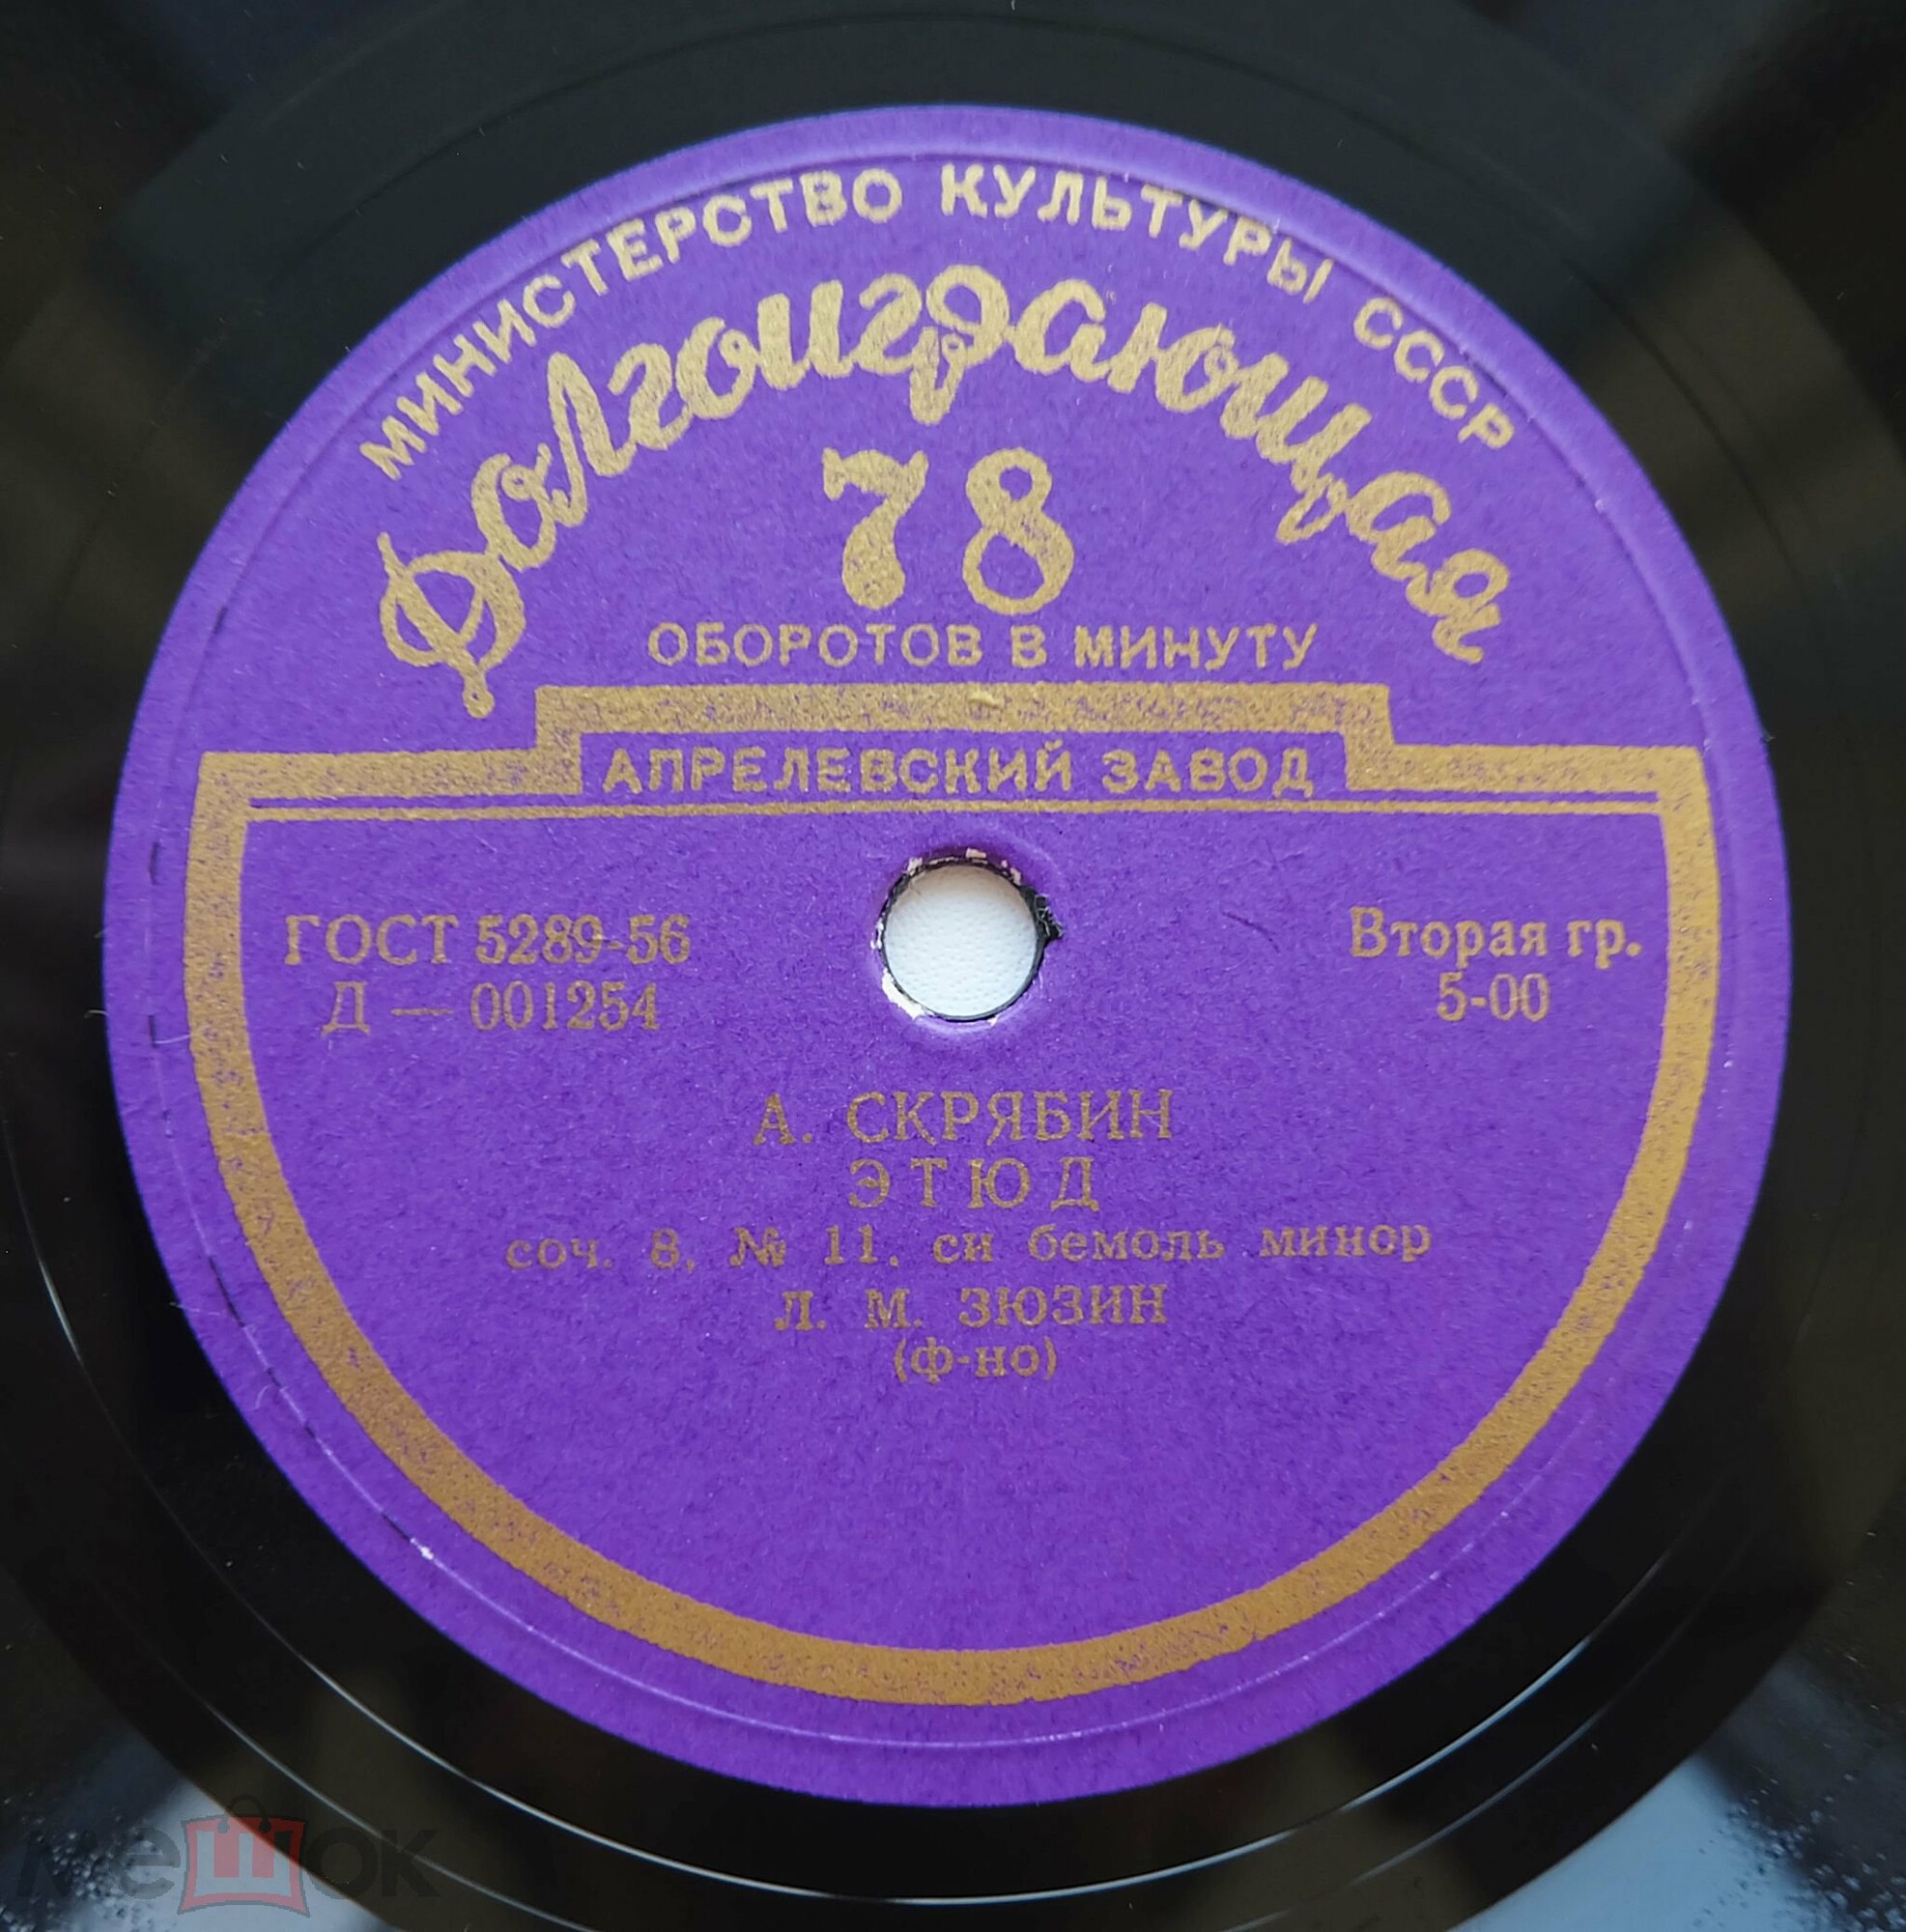 МИНИСТЕРСТВО КУЛЬТУРЫ СССР
Долгоиграющая
78
ОБОРОТОВ В МИНУТУ
АПРЕЛЕВСКИЙ ЗАВОД
ГОСТ 5289-56
Д — 001254
Вторая гр.
5-00
А. СКРЯБИН
ЭТЮД
соч. 8, № 11, си бемоль минор
Л. М. ЗЮЗИН
(ф-но)
мешок